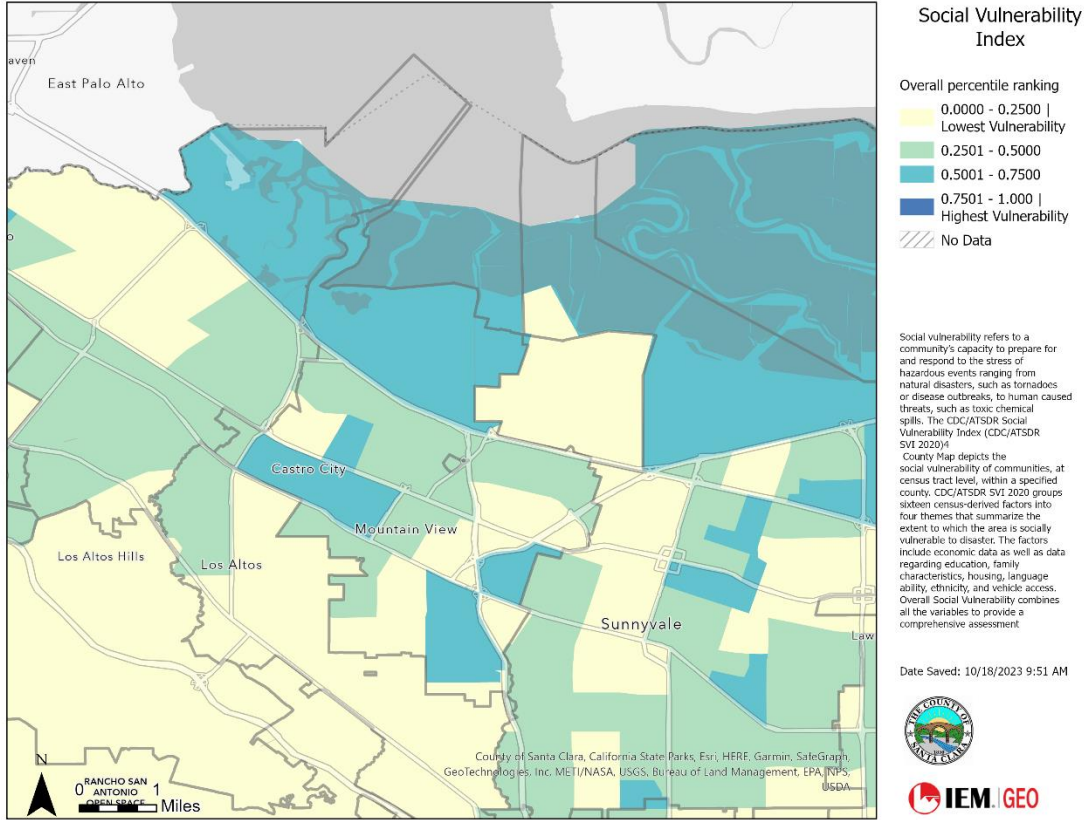 Social Vulnerability
Index
Overall percentile ranking
0.0000 - 0.2500 |
Lowest Vulnerability
0.2501 - 0.5000
0.5001 - 0.7500
0.7501 - 1.000 |
Highest Vulnerability
No Data
Social vulnerability refers to a
community's capacity to prepare for
and respond to the stress of
hazardous events ranging from
natural disasters, such as tornadoes
or disease outbreaks, to human caused
threats, such as toxic chemical
spills. The CDC/ATSDR Social
Vulnerability Index (CDC/ATSDR
SVI 2020)4
County Map depicts the
social vulnerability of communities, at
census tract level, within a specified
county. CDC/ATSDR SVI 2020 groups
sixteen census-derived factors into
four themes that summarize the
extent to which the area is socially
vulnerable to disaster. The factors
include economic data as well as data
regarding education, family
characteristics, housing, language
ability, ethnicity, and vehicle access.
Overall Social Vulnerability combines
all the variables to provide a
comprehensive assessment
Date Saved: 10/18/2023 9:51 AM
THE COUNTY OF
SANTA CLARA
IEM GEO
aven
East Palo Alto
o
Castro City
Mountain View
Los Altos Hills
Los Altos
Sunnyvale
Law
County of Santa Clara, California State Parks, Esri, HERE, Garmin, SafeGraph,
GeoTechnologies, Inc, METI/NASA, USGS, Bureau of Land Management, EPA, NPS,
USDA
N
RANCHO SAN
ANTONIO
OPEN SPACE
0 1
Miles